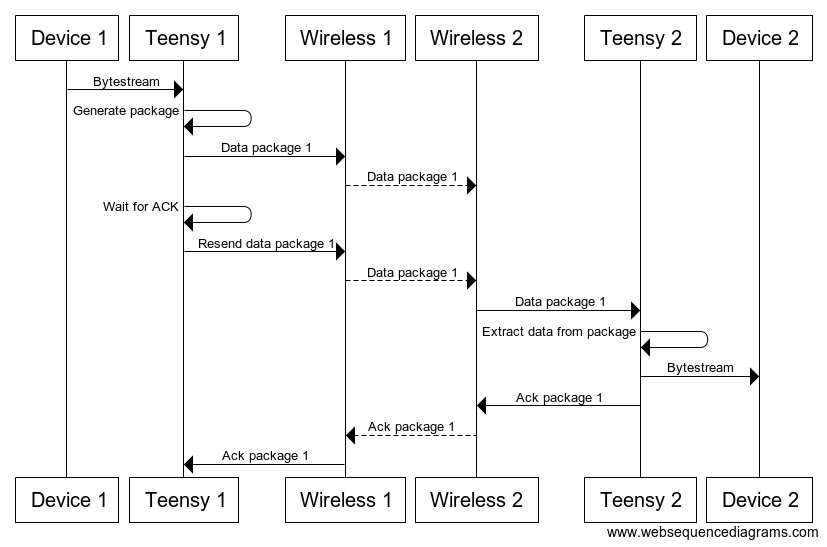 Device 1 Teensy 1 Wireless 1 Wireless 2 Teensy 2 Device 2
Bytestream
Generate package
Data package 1
Data package 1
Wait for ACK
Resend data package 1
Data package 1
Data package 1
Extract data from package
Bytestream
Ack package 1
Ack package 1
Ack package 1
Device 1 Teensy 1 Wireless 1 Wireless 2 Teensy 2 Device 2
www.websequencediagrams.com